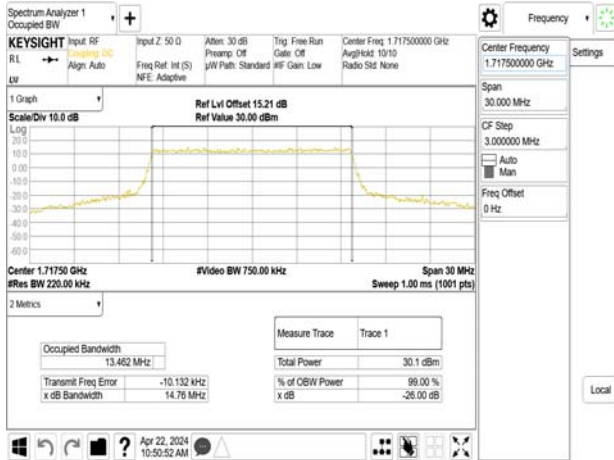 Spectrum Analyzer 1
Occupied BW
+
Frequency
KEYSIGHT
RL
Input: RF
Coupling: DC
Align: Auto
Input Z: 50 Ω
Freq Ref: Int (S)
NFE: Adaptive
Atten: 30 dB
Preamp: Off
µW Path: Standard
Trig: Free Run
Gate: Off
#IF Gain: Low
Center Freq: 1.717500000 GHz
Avg|Hold: 10/10
Radio Std: None
Center Frequency
1.717500000 GHz
Settings
Span
30.000 MHz
CF Step
3.000000 MHz
Auto
Man
Freq Offset
0 Hz
Local
1 Graph
Scale/Div 10.0 dB
Ref Lvl Offset 15.21 dB
Ref Value 30.00 dBm
Log
20.0
10.0
0.00
-10.0
-20.0
-30.0
-40.0
-50.0
-60.0
Center 1.71750 GHz
#Res BW 220.00 kHz
#Video BW 750.00 kHz
Span 30 MHz
Sweep 1.00 ms (1001 pts)
2 Metrics
Measure Trace Trace 1
Occupied Bandwidth
13.462 MHz
Total Power 30.1 dBm
Transmit Freq Error -10.132 kHz
% of OBW Power 99.00 %
x dB Bandwidth 14.76 MHz
x dB -26.00 dB
?
Apr 22, 2024
10:50:52 AM